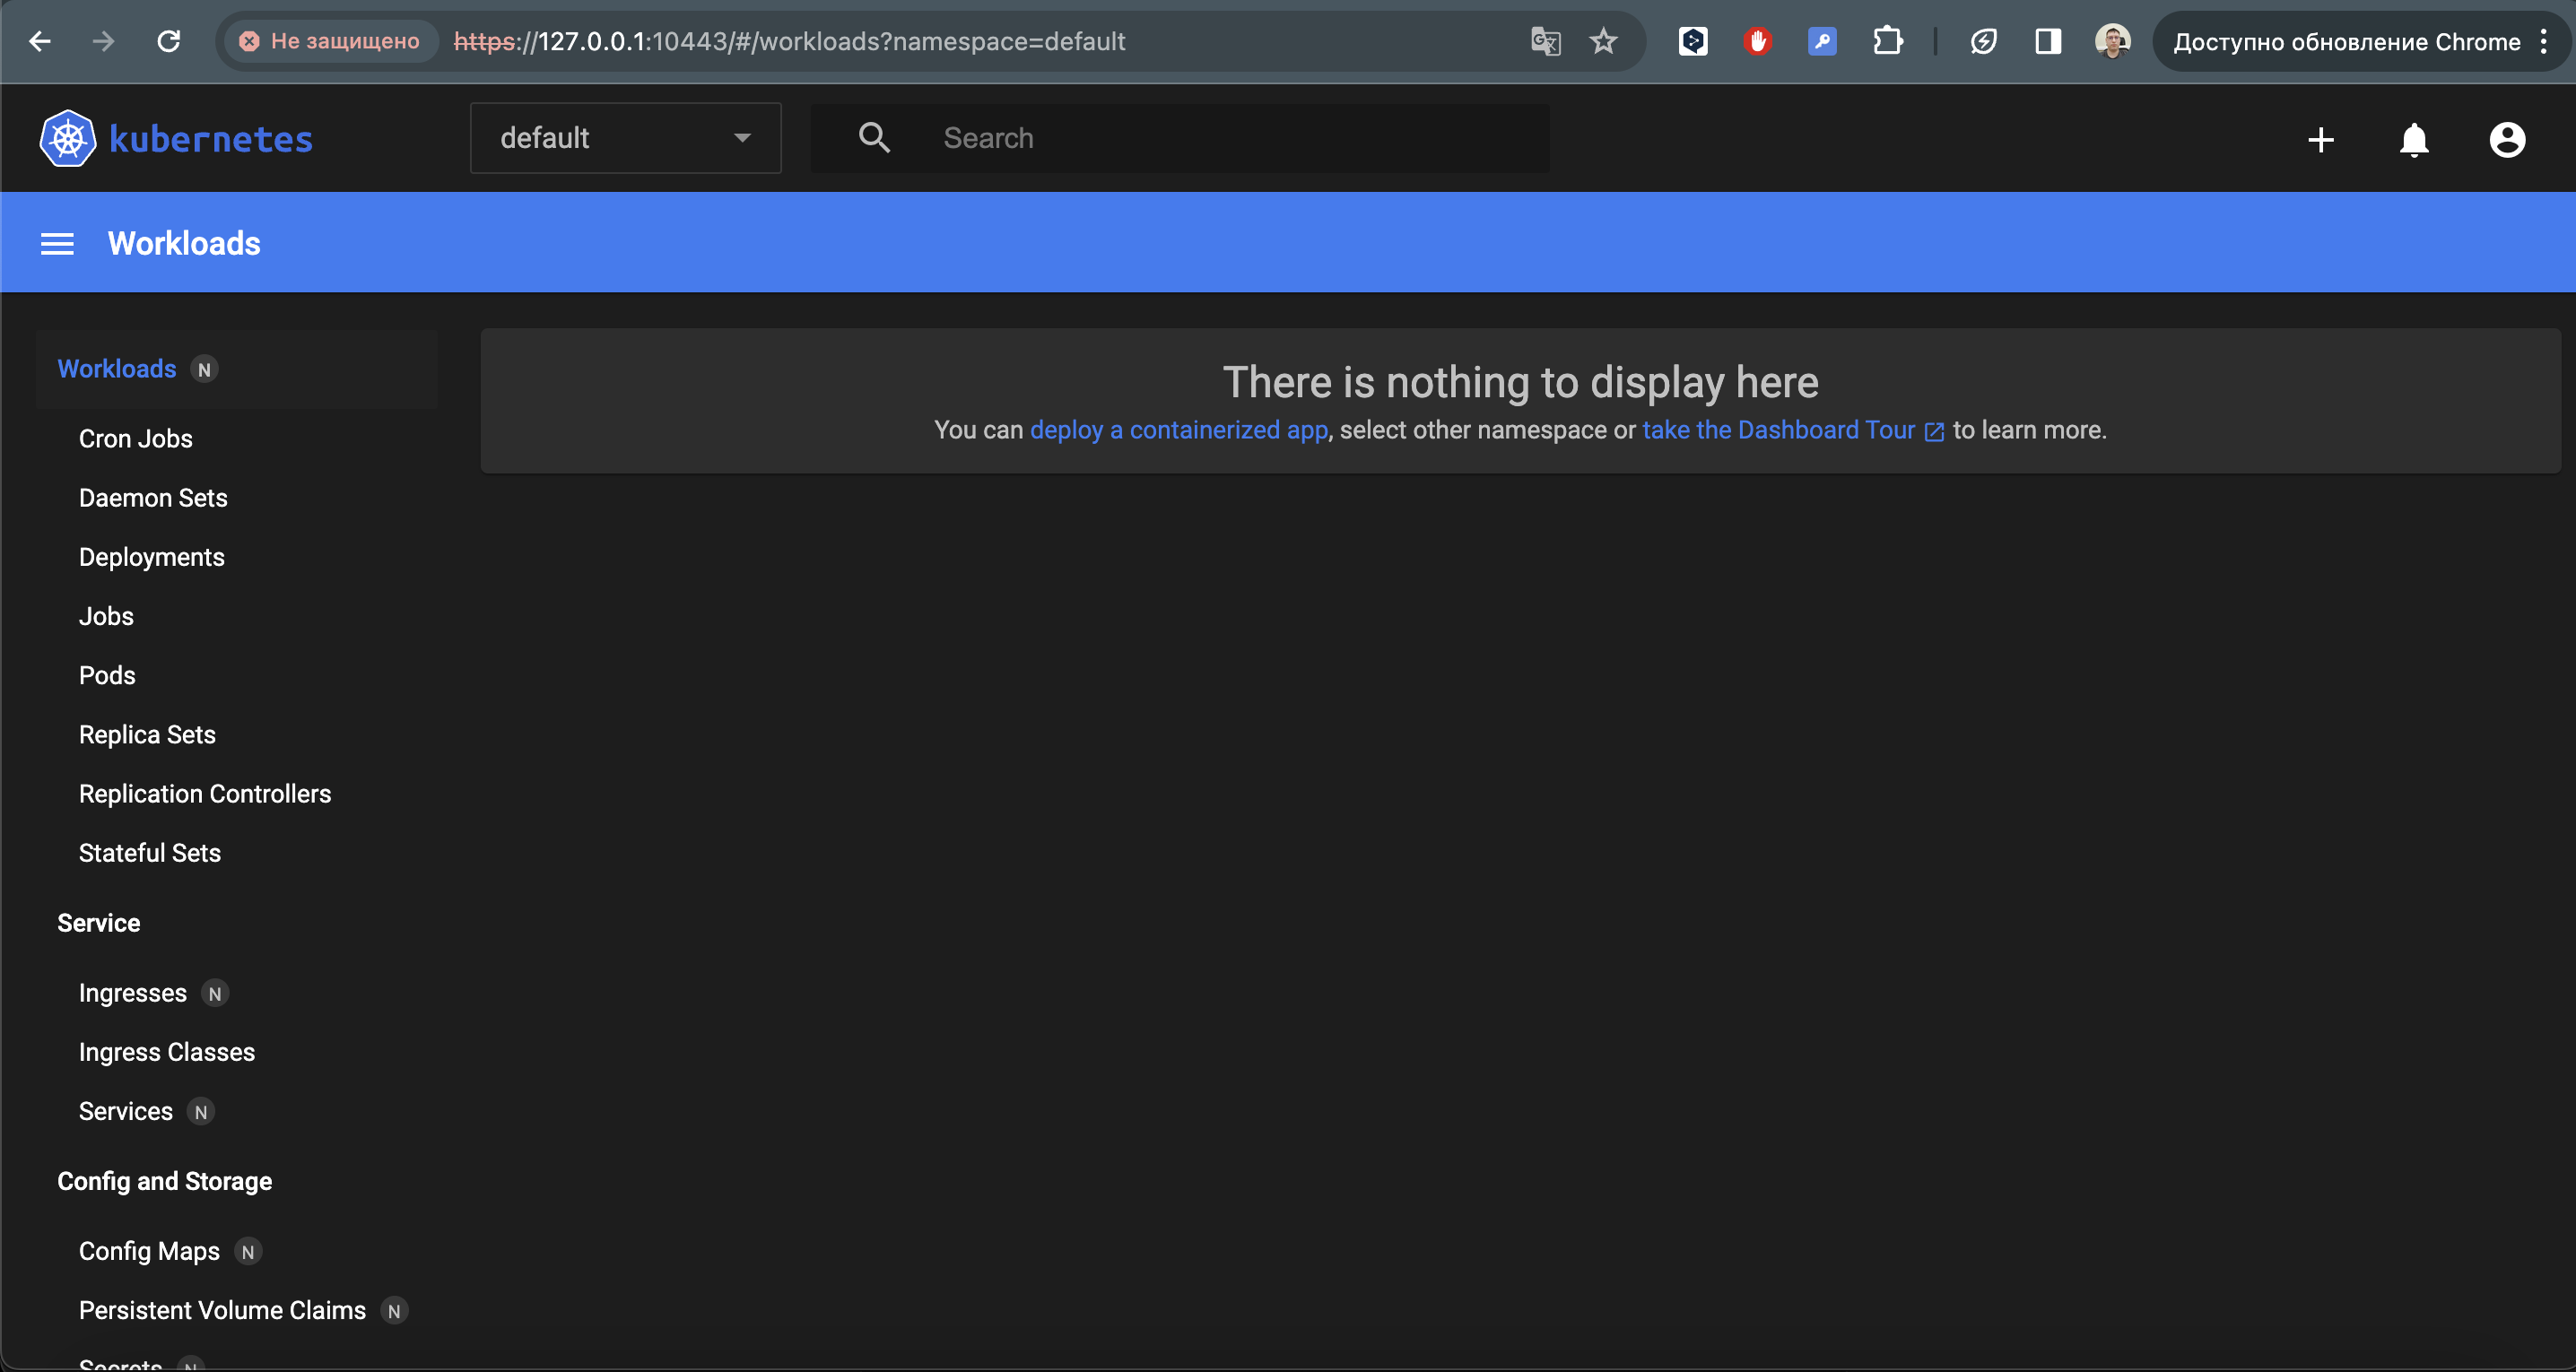 Не защищено https://127.0.0.1:10443/#/workloads?namespace=default Доступно обновление Chrome
kubernetes default Search
Workloads
Workloads N
Cron Jobs
Daemon Sets
Deployments
Jobs
Pods
Replica Sets
Replication Controllers
Stateful Sets
Service
Ingresses N
Ingress Classes
Services N
Config and Storage
Config Maps N
Persistent Volume Claims N
Secrets N
There is nothing to display here
You can deploy a containerized app, select other namespace or take the Dashboard Tour to learn more.